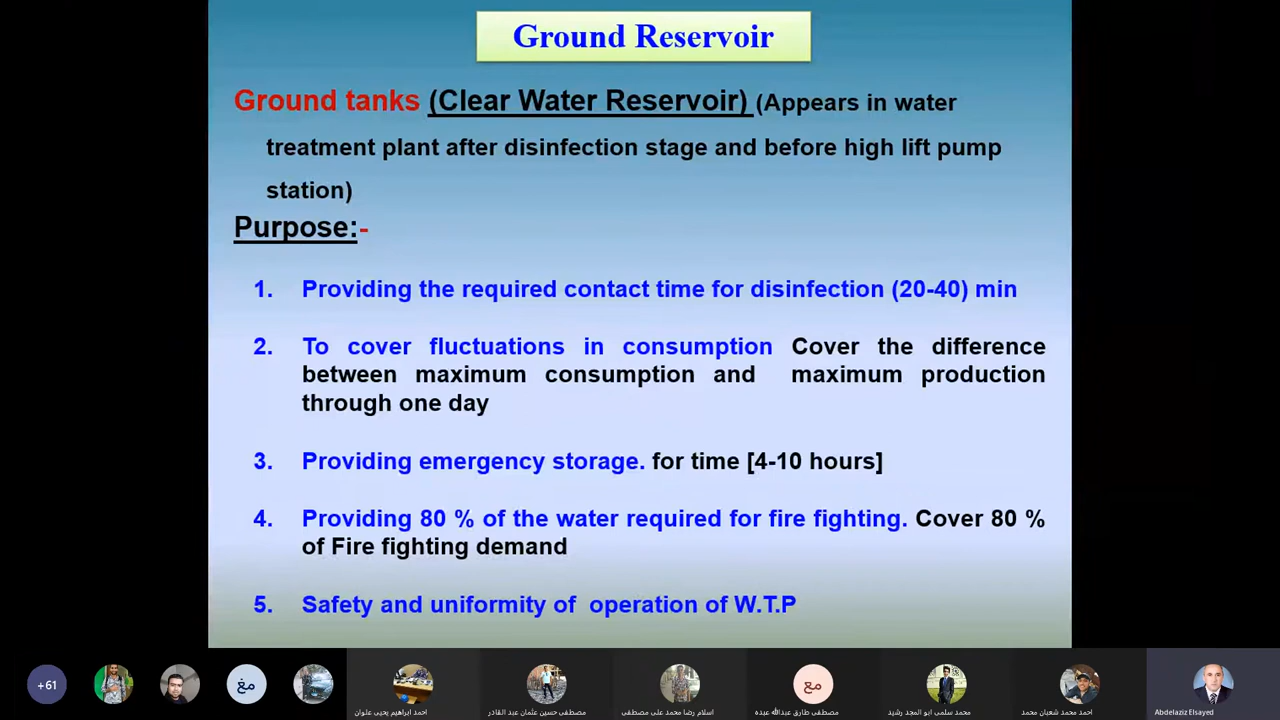 Ground Reservoir
Ground tanks (Clear Water Reservoir) (Appears in water
treatment plant after disinfection stage and before high lift pump
station)
Purpose:-
1. Providing the required contact time for disinfection (20-40) min
2. To cover fluctuations in consumption Cover the difference
between maximum consumption and maximum production
through one day
3. Providing emergency storage. for time [4-10 hours]
4. Providing 80 % of the water required for fire fighting. Cover 80 %
of Fire fighting demand
5. Safety and uniformity of operation of W.T.P
+61
مغ
مع
احمد ابراهيم يحيى علوان
مصطفى حسين عثمان عبد القادر
اسلام رضا محمد على مصطفى
مصطفى طارق عبدالله عبده
محمد سلمى ابو المجد رشيد
احمد محمد شعبان محمد
Abdelaziz Elsayed